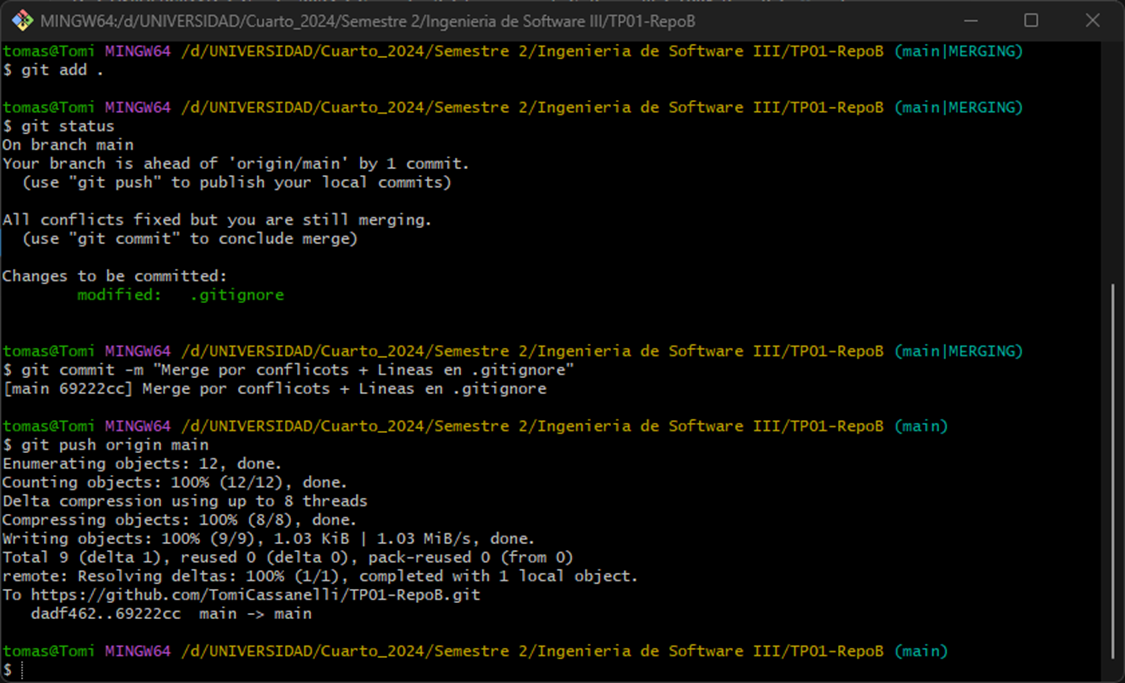 MINGW64:/d/UNIVERSIDAD/Cuarto_2024/Semestre 2/Ingenieria de Software III/TP01-RepoB
tomas@Tomi MINGW64 /d/UNIVERSIDAD/Cuarto_2024/Semestre 2/Ingenieria de Software III/TP01-RepoB (main|MERGING)
$ git add .
tomas@Tomi MINGW64 /d/UNIVERSIDAD/Cuarto_2024/Semestre 2/Ingenieria de Software III/TP01-RepoB (main|MERGING)
$ git status
On branch main
Your branch is ahead of 'origin/main' by 1 commit.
  (use "git push" to publish your local commits)
All conflicts fixed but you are still merging.
  (use "git commit" to conclude merge)
Changes to be committed:
        modified:   .gitignore
tomas@Tomi MINGW64 /d/UNIVERSIDAD/Cuarto_2024/Semestre 2/Ingenieria de Software III/TP01-RepoB (main|MERGING)
$ git commit -m "Merge por conflicots + Lineas en .gitignore"
[main 69222cc] Merge por conflicots + Lineas en .gitignore
tomas@Tomi MINGW64 /d/UNIVERSIDAD/Cuarto_2024/Semestre 2/Ingenieria de Software III/TP01-RepoB (main)
$ git push origin main
Enumerating objects: 12, done.
Counting objects: 100% (12/12), done.
Delta compression using up to 8 threads
Compressing objects: 100% (8/8), done.
Writing objects: 100% (9/9), 1.03 KiB | 1.03 MiB/s, done.
Total 9 (delta 1), reused 0 (delta 0), pack-reused 0 (from 0)
remote: Resolving deltas: 100% (1/1), completed with 1 local object.
To https://github.com/TomiCassanelli/TP01-RepoB.git
   dadf462..69222cc  main -> main
tomas@Tomi MINGW64 /d/UNIVERSIDAD/Cuarto_2024/Semestre 2/Ingenieria de Software III/TP01-RepoB (main)
$